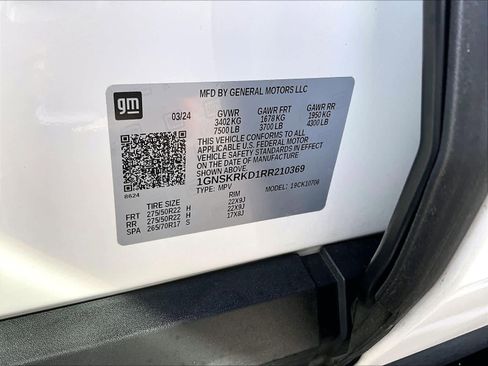 gm
MFD BY GENERAL MOTORS LLC
03/24 GVWR GAWR FRT GAWR RR
3402 KG 1678 KG 1950 KG
7500 LB 3700 LB 4300 LB
THIS VEHICLE CONFORMS TO ALL
APPLICABLE U.S. FEDERAL MOTOR
VEHICLE SAFETY STANDARDS IN
EFFECT ON THE DATE OF
MANUFACTURE SHOWN ABOVE.
1GNSKRKD1RR210369
TYPE: MPV MODEL: 19CK10706
8624
TIRE SIZE RIM
FRT 275/50R22 H 22X9J
RR 275/50R22 H 22X9J
SPA 265/70R17 S 17X8J